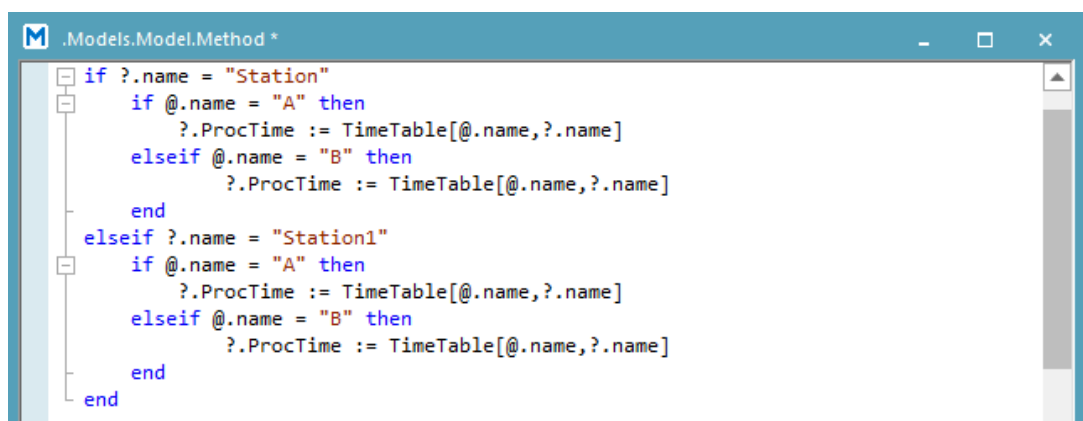 M .Models.Model.Method *
if ?.name = "Station"
    if @.name = "A" then
        ?.ProcTime := TimeTable[@.name,?.name]
    elseif @.name = "B" then
            ?.ProcTime := TimeTable[@.name,?.name]
    end
elseif ?.name = "Station1"
    if @.name = "A" then
        ?.ProcTime := TimeTable[@.name,?.name]
    elseif @.name = "B" then
            ?.ProcTime := TimeTable[@.name,?.name]
    end
end